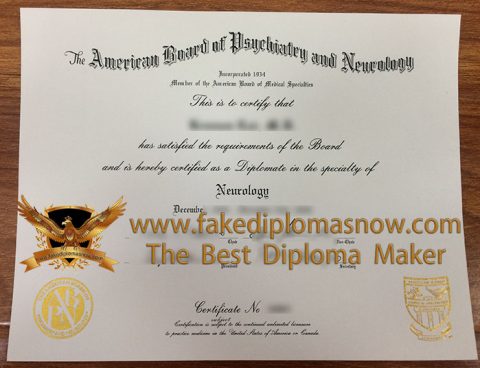 The American Board of Psychiatry and Neurology
Incorporated 1934
Member of the American Board of Medical Specialties
This is to certify that
has satisfied the requirements of the Board
and is hereby certified as a Diplomate in the specialty of
Neurology
www.fakediplomasnow.com
The Best Diploma Maker
President
Secretary
Certificate No
subject
Certification is subject to the continued unlimited licensure
to practice medicine in the United States of America or Canada